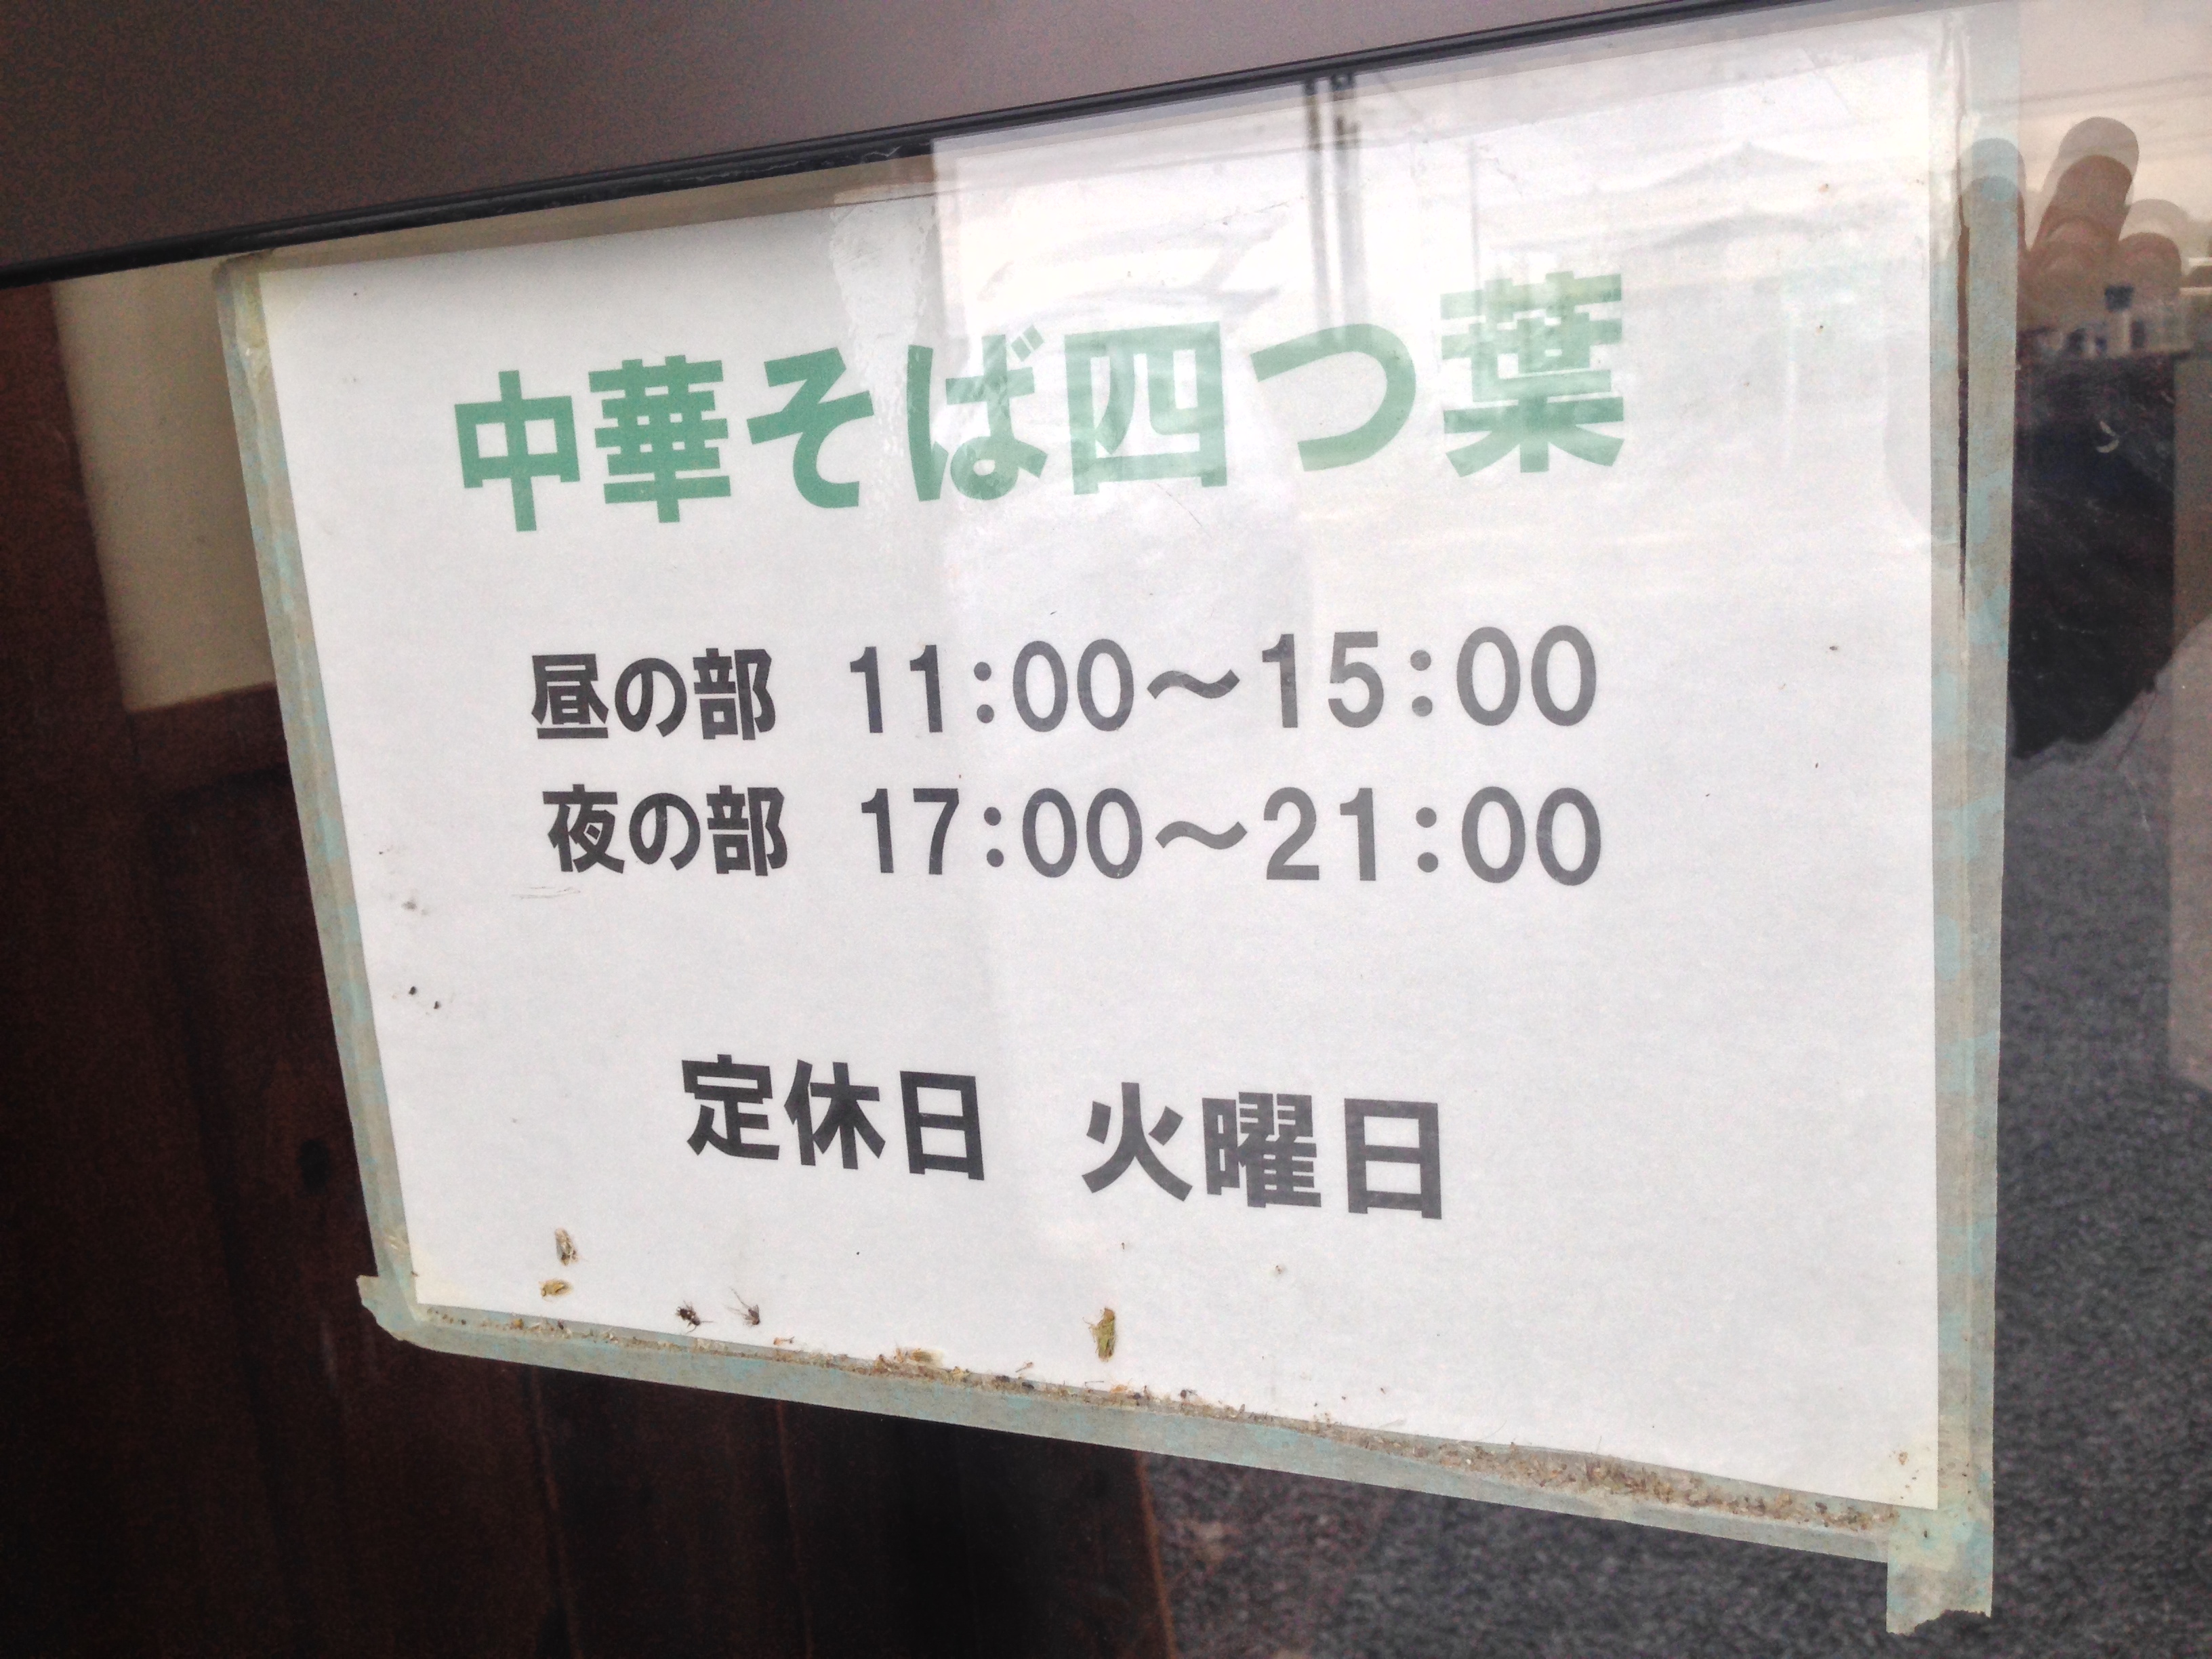 中華そば四つ葉
昼の部 11:00～15:00
夜の部 17:00～21:00
定休日 火曜日